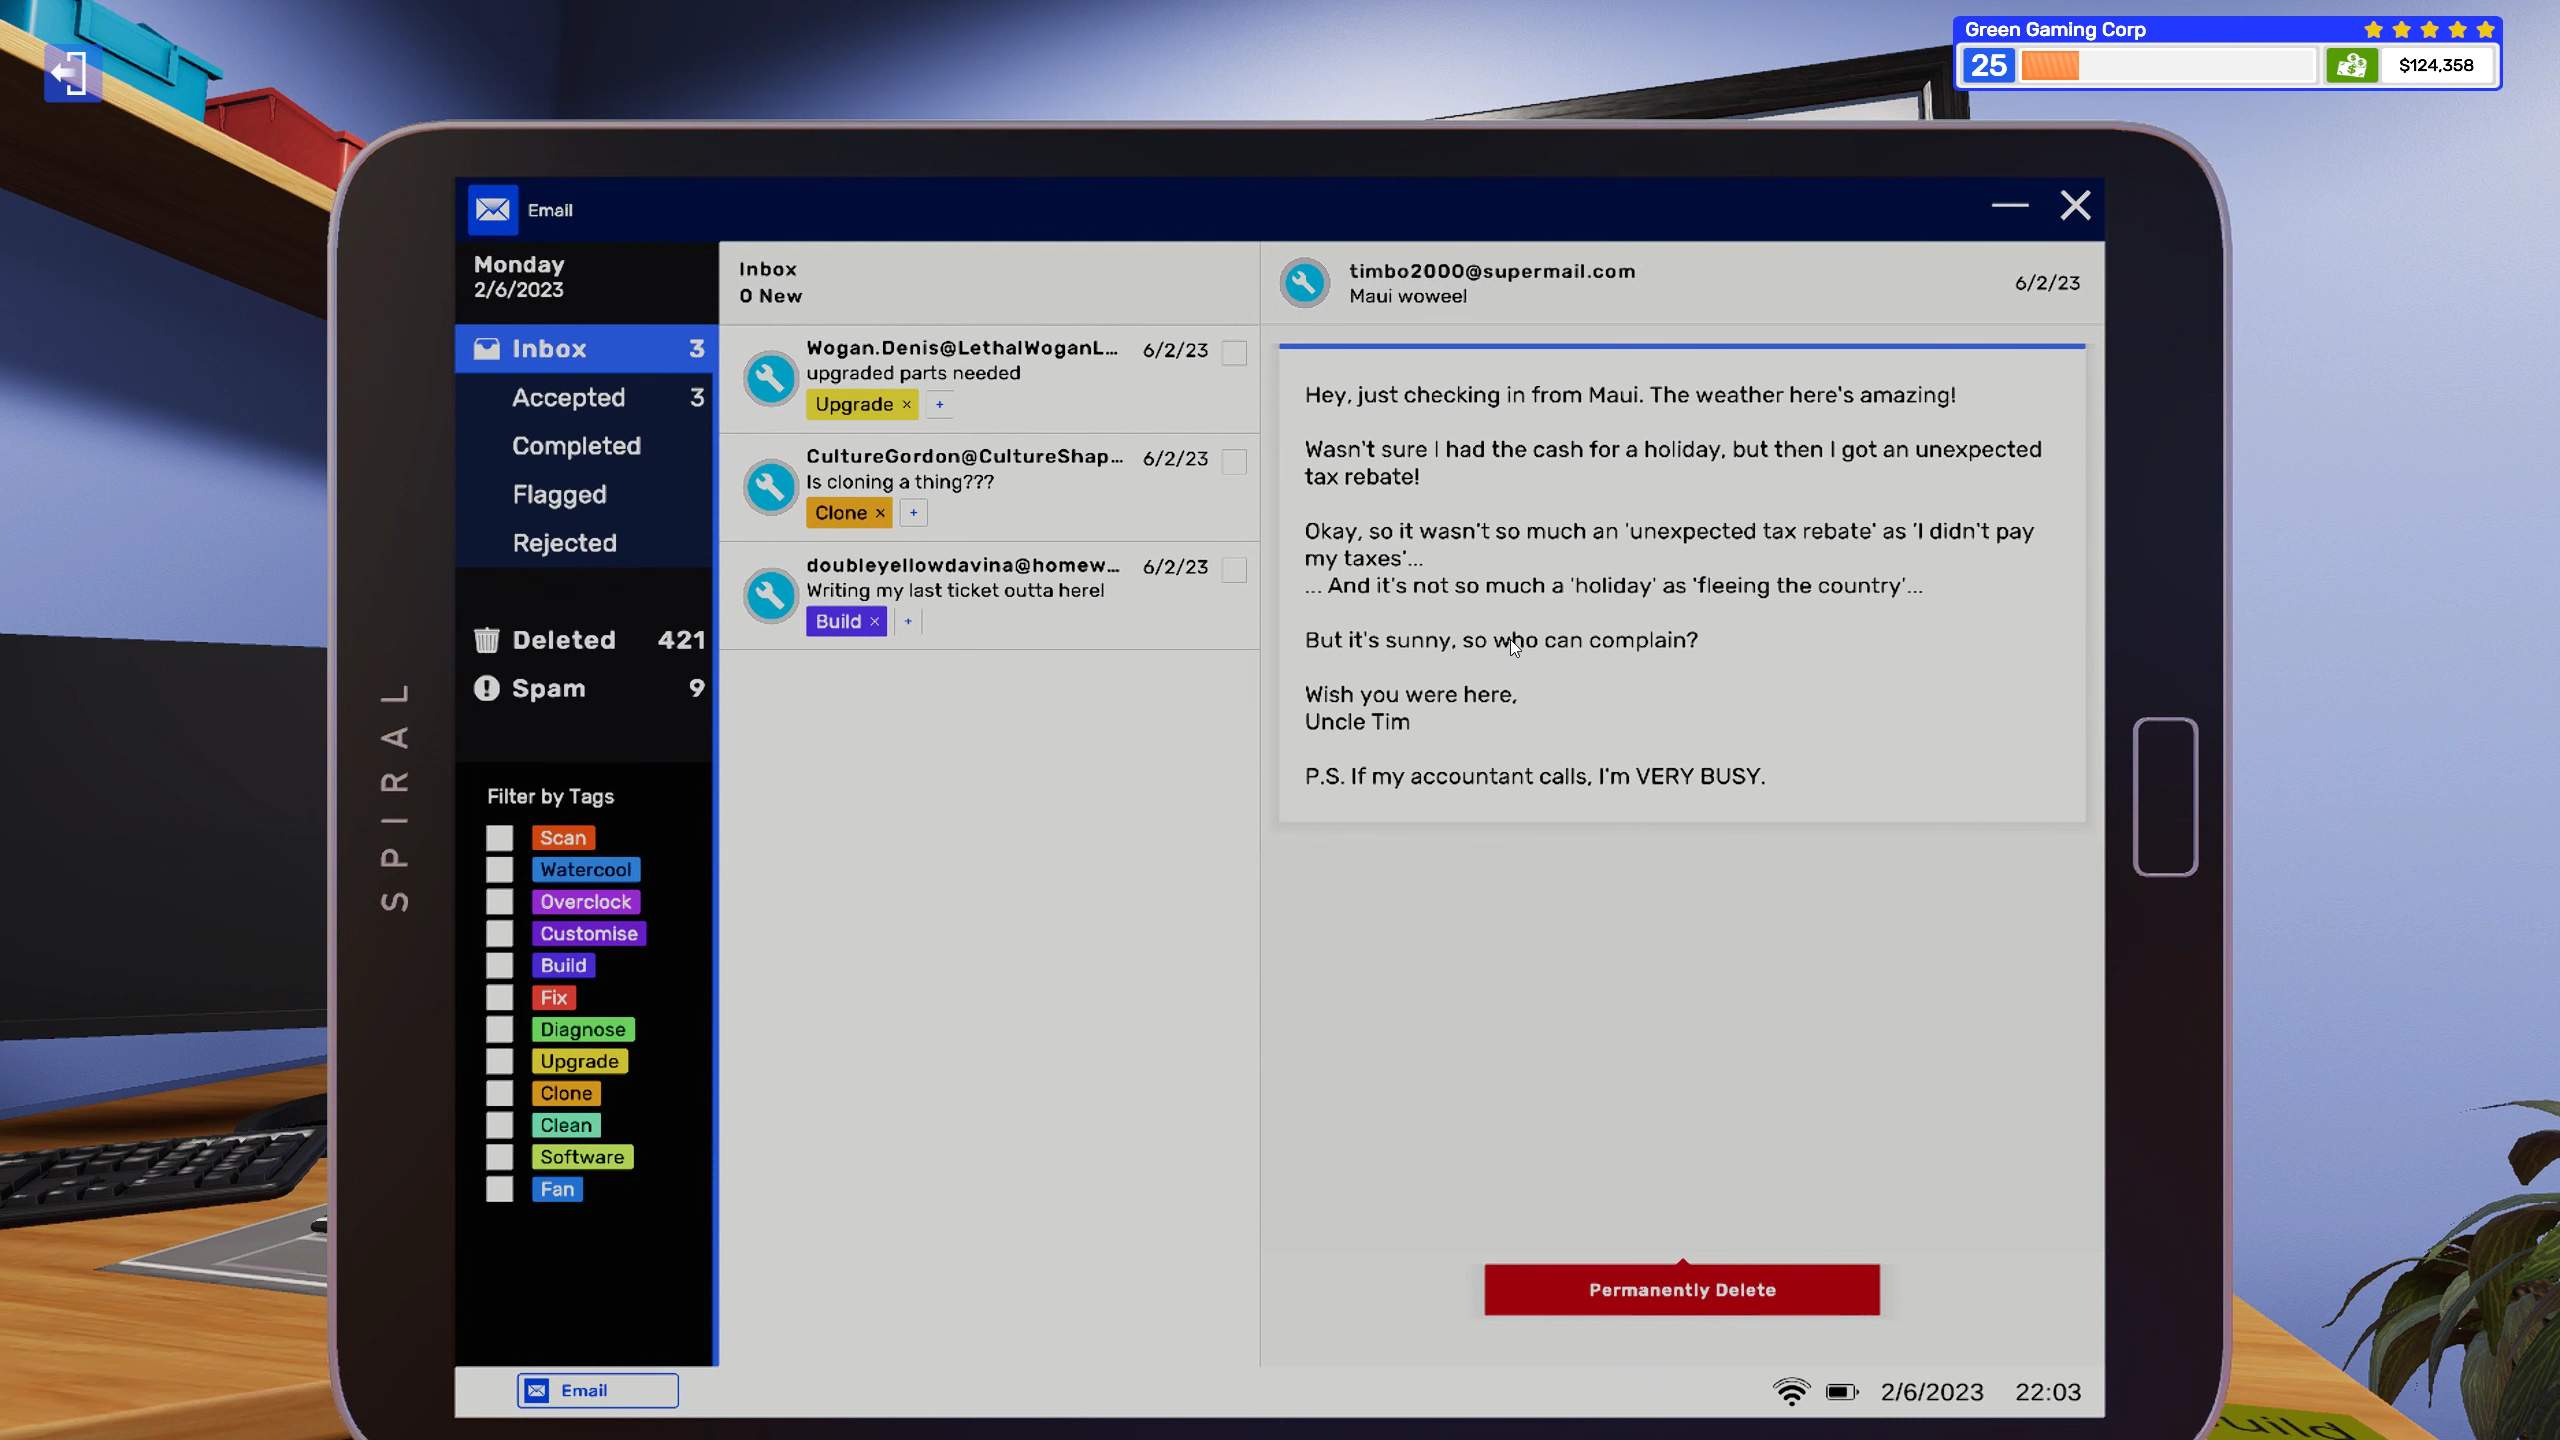 Green Gaming Corp
25
$124,358
Email
Monday
2/6/2023
Inbox 3
Accepted 3
Completed
Flagged
Rejected
Deleted 421
Spam 9
Filter by Tags
Scan
Watercool
Overclock
Customise
Build
Fix
Diagnose
Upgrade
Clone
Clean
Software
Fan
Inbox
0 New
Wogan.Denis@LethalWoganL... 6/2/23
upgraded parts needed
Upgrade × +
CultureGordon@CultureShap... 6/2/23
Is cloning a thing???
Clone × +
doubleyellowdavina@homew... 6/2/23
Writing my last ticket outta here!
Build × +
timbo2000@supermail.com
Maui wowee!
6/2/23
Hey, just checking in from Maui. The weather here's amazing!
Wasn't sure I had the cash for a holiday, but then I got an unexpected
tax rebate!
Okay, so it wasn't so much an 'unexpected tax rebate' as 'I didn't pay
my taxes'...
... And it's not so much a 'holiday' as 'fleeing the country'...
But it's sunny, so who can complain?
Wish you were here,
Uncle Tim
P.S. If my accountant calls, I'm VERY BUSY.
Permanently Delete
Email
2/6/2023 22:03
SPIRAL